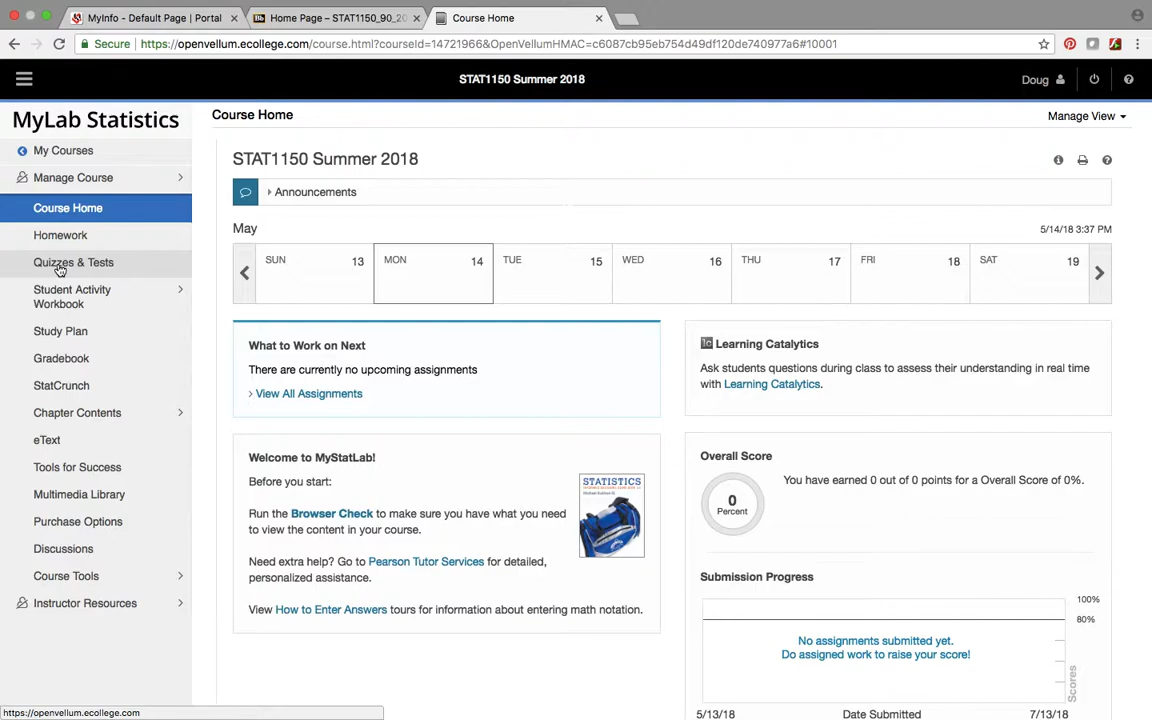 MyInfo - Default Page | Portal
Home Page – STAT1150_90_20
Course Home
Secure https://openvellum.ecollege.com/course.html?courseId=14721966&OpenVellumHMAC=c6087cb95eb754d49df120de740977a6#10001
STAT1150 Summer 2018
Doug
MyLab Statistics
Course Home
Manage View
My Courses
Manage Course
Course Home
Homework
Quizzes & Tests
Student Activity
Workbook
Study Plan
Gradebook
StatCrunch
Chapter Contents
eText
Tools for Success
Multimedia Library
Purchase Options
Discussions
Course Tools
Instructor Resources
STAT1150 Summer 2018
Announcements
May
5/14/18 3:37 PM
SUN 13
MON 14
TUE 15
WED 16
THU 17
FRI 18
SAT 19
What to Work on Next
There are currently no upcoming assignments
View All Assignments
Learning Catalytics
Ask students questions during class to assess their understanding in real time
with Learning Catalytics.
Welcome to MyStatLab!
Before you start:
Run the Browser Check to make sure you have what you need
to view the content in your course.
Need extra help? Go to Pearson Tutor Services for detailed,
personalized assistance.
View How to Enter Answers tours for information about entering math notation.
STATISTICS
Overall Score
0
Percent
You have earned 0 out of 0 points for a Overall Score of 0%.
Submission Progress
100%
80%
No assignments submitted yet.
Do assigned work to raise your score!
Scores
5/13/18
Date Submitted
7/13/18
https://openvellum.ecollege.com